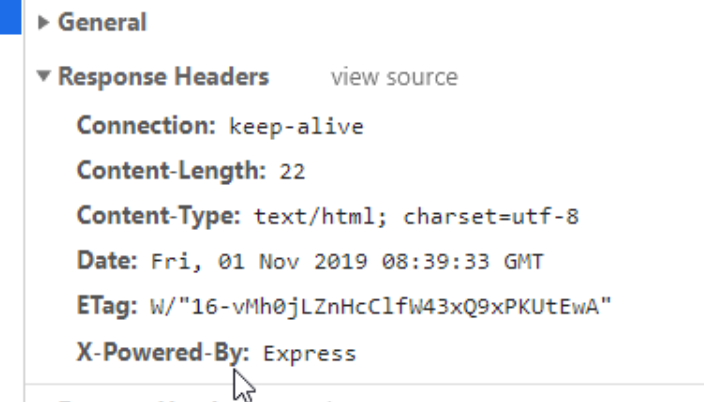 General
Response Headers view source
Connection: keep-alive
Content-Length: 22
Content-Type: text/html; charset=utf-8
Date: Fri, 01 Nov 2019 08:39:33 GMT
ETag: W/"16-vMh0jLZnHcClfW43xQ9xPKUtEwA"
X-Powered-By: Express